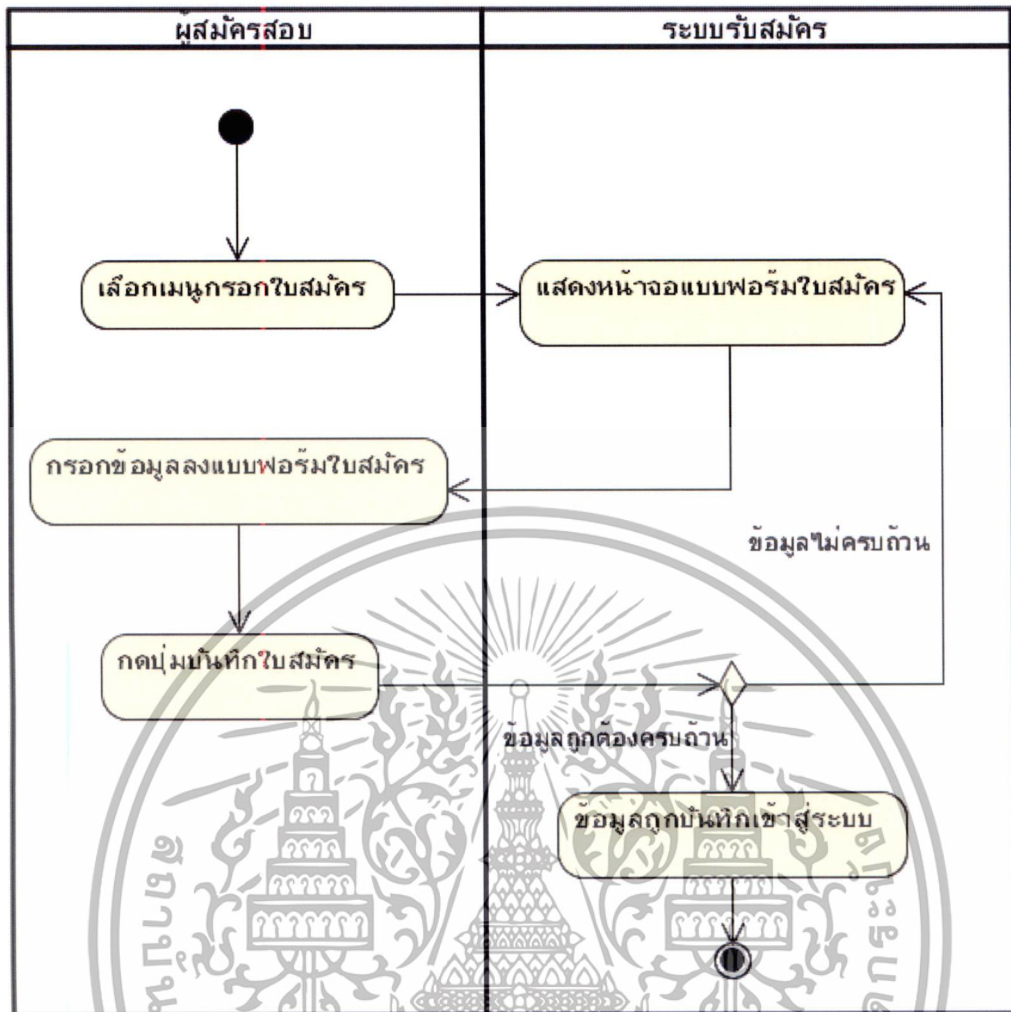 ผู้สมัครสอบ
ระบบรับสมัคร
เลือกเมนูกรอกใบสมัคร
แสดงหน้าจอแบบฟอร์มใบสมัคร
กรอกข้อมูลลงแบบฟอร์มใบสมัคร
ข้อมูลไม่ครบถ้วน
กดปุ่มบันทึกใบสมัคร
ข้อมูลถูกต้องครบถ้วน
ข้อมูลถูกบันทึกเข้าสู่ระบบ